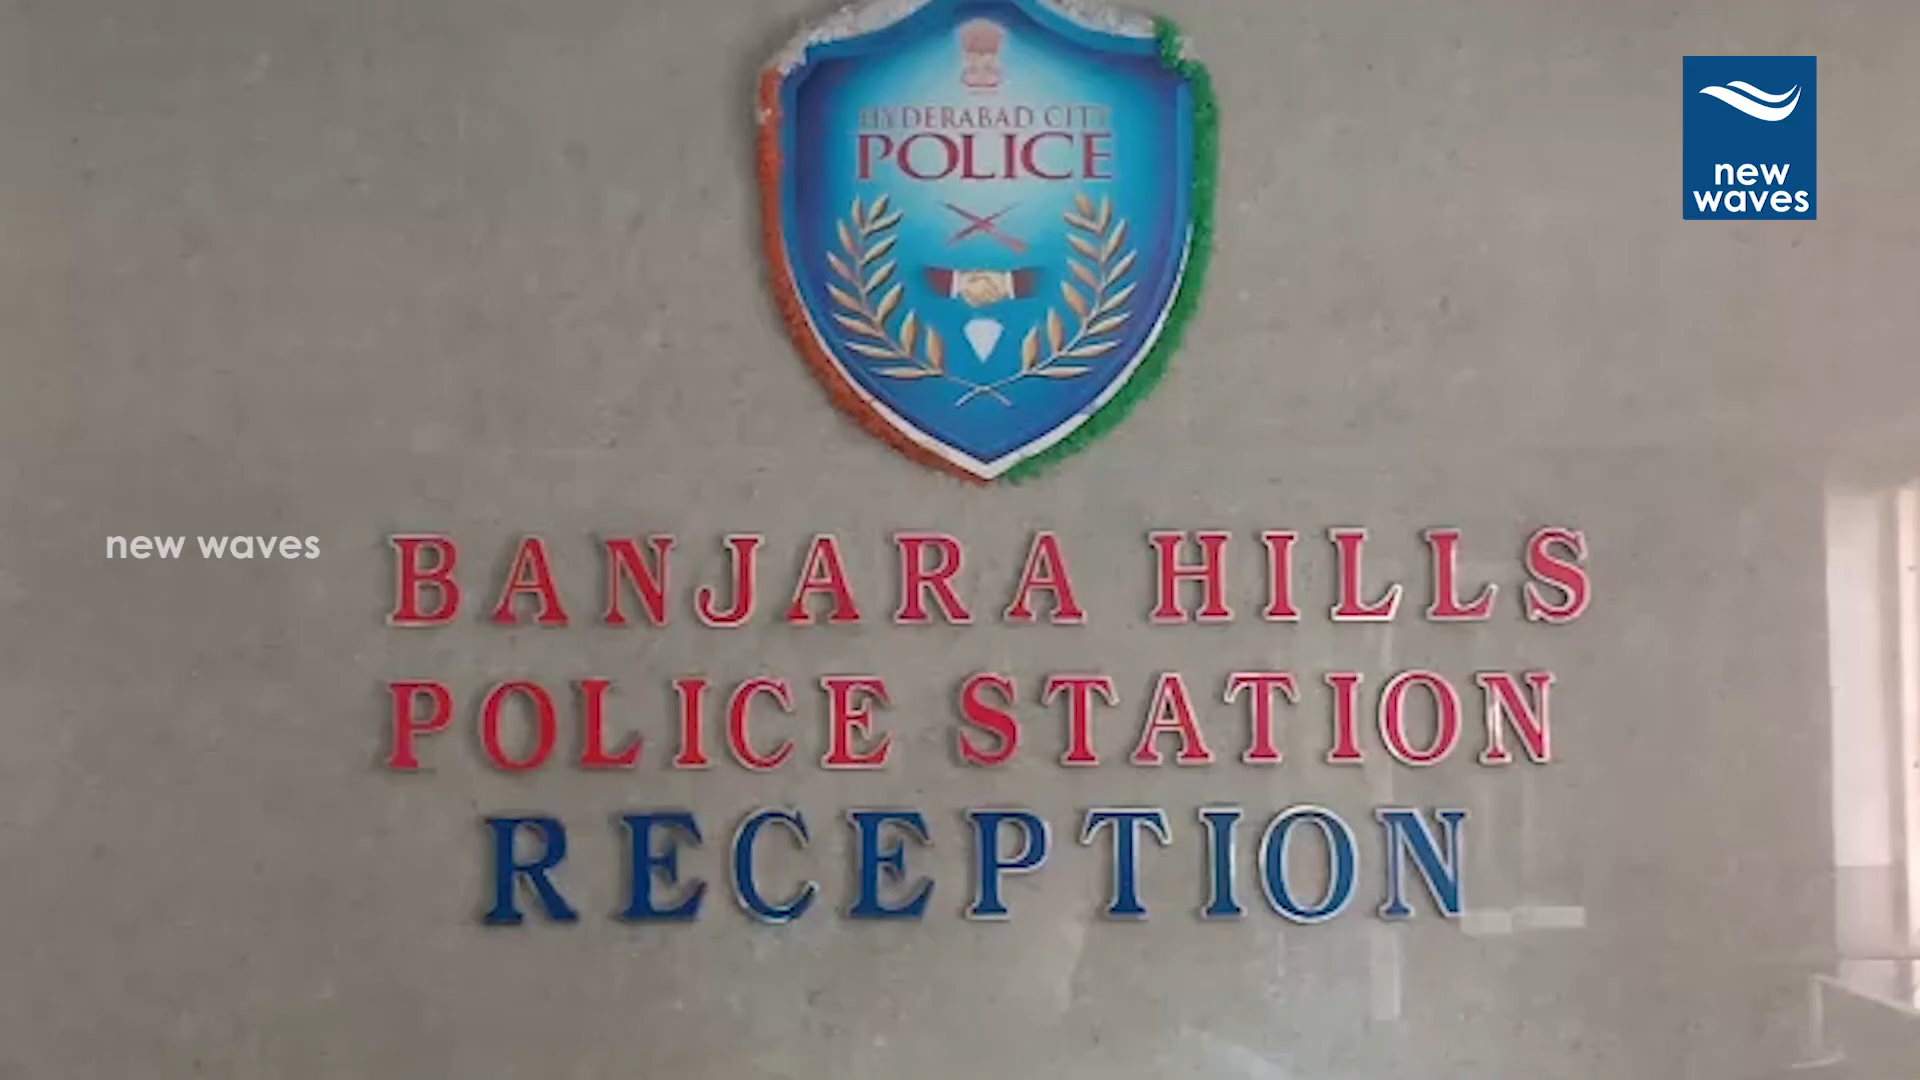 HYDERABAD CITY
POLICE
new
waves
new waves
BANJARA HILLS
POLICE STATION
RECEPTION